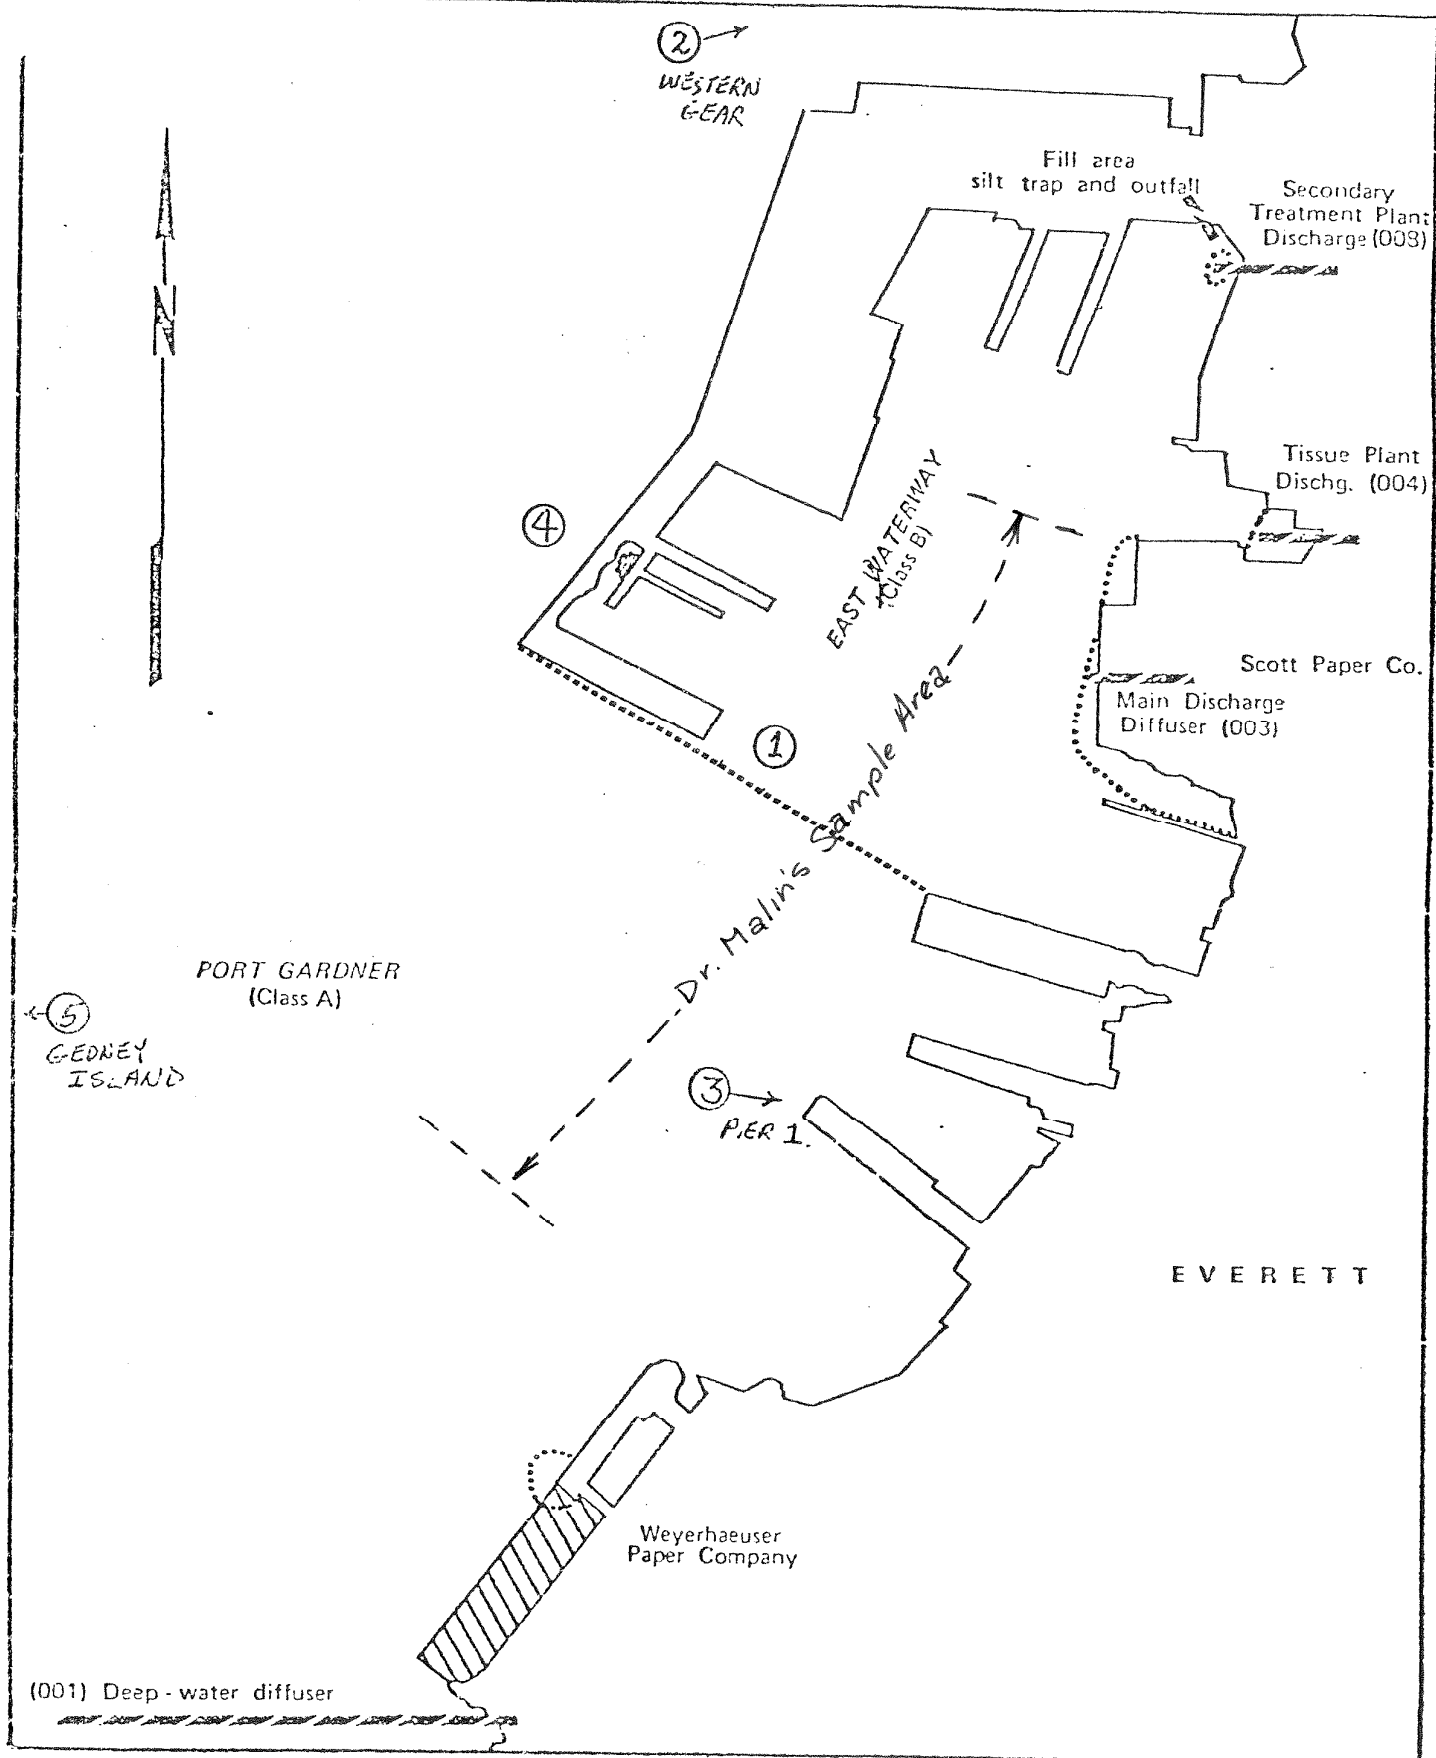 2
WESTERN
GEAR
Fill area
silt trap and outfall
Secondary
Treatment Plant
Discharge (008)
N
Tissue Plant
Dischg. (004)
4
EAST WATERWAY
(Class B)
Scott Paper Co.
Main Discharge
Diffuser (003)
1
Dr. Malin's Sample Area
PORT GARDNER
(Class A)
5
GEDNEY
ISLAND
3
PIER 1.
EVERETT
Weyerhaeuser
Paper Company
(001) Deep-water diffuser